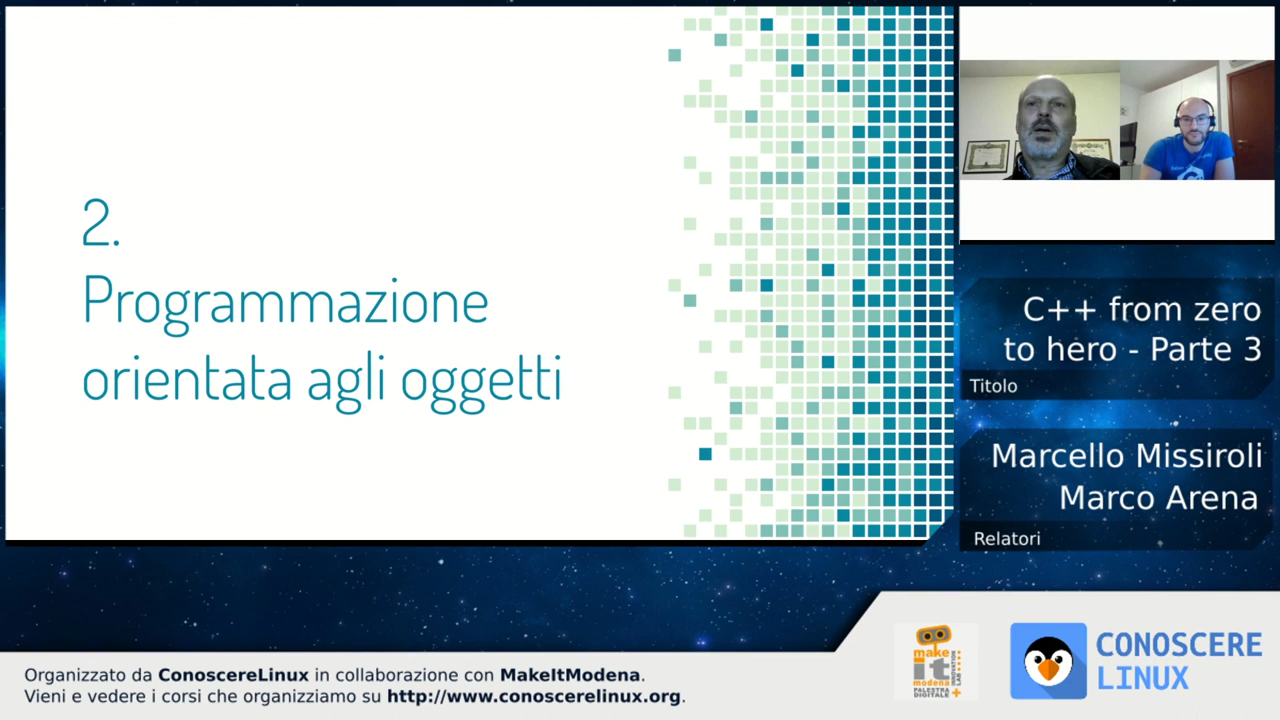 2.
Programmazione
orientata agli oggetti
C++ from zero
to hero - Parte 3
Titolo
Marcello Missiroli
Marco Arena
Relatori
Organizzato da ConoscereLinux in collaborazione con MakeItModena.
Vieni e vedere i corsi che organizziamo su http://www.conoscerelinux.org.
make
it
modena
PALESTRA
DIGITALE
INNOVATION
LAB
CONOSCERE
LINUX